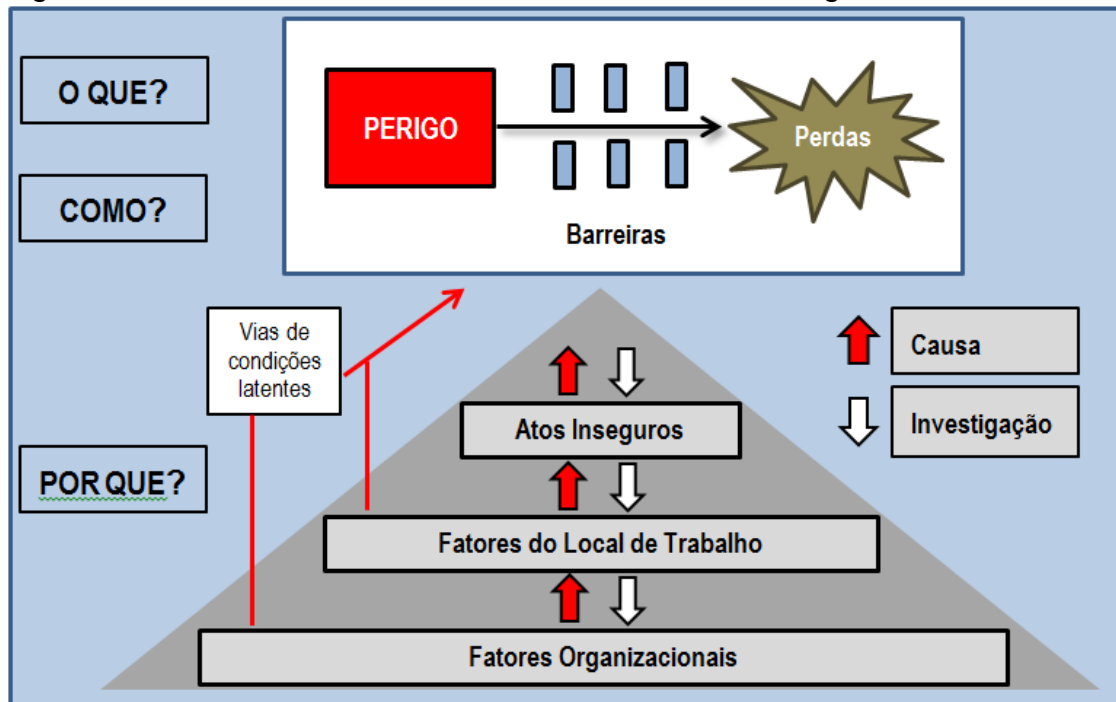 O QUE?
PERIGO
Perdas
COMO?
Barreiras
Vias de
condições
latentes
Causa
Atos Inseguros
Investigação
POR QUE?
Fatores do Local de Trabalho
Fatores Organizacionais